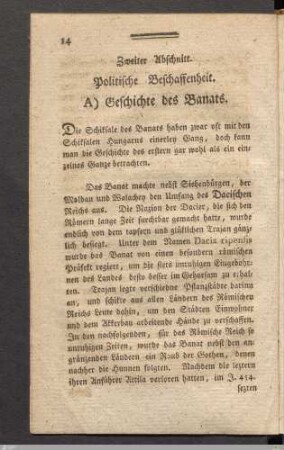 14
Zweiter Abschnitt.
Politische Beschaffenheit.
A) Geschichte des Banats.
Die Schiksale des Banats haben zwar oft mit den
Schiksalen Hungarns einerley Gang, doch kann
man die Geschichte des erstern gar wohl als ein ein-
zelnes Ganze betrachten.
Das Banat machte nebst Siebenbürgen, der
Moldau und Walachey den Umfang des Dacischen
Reichs aus. Die Nazion der Dacier, die sich den
Römern lange Zeit forchtbar gemacht hatte, wurde
endlich von dem tapfern und glüklichen Trajan gänz-
lich besiegt. Unter dem Namen Dacia ripensis
wurde das Banat von einem besondern römischen
Präfekt regiert, um die stets unruhigen Eingebohr-
nen des Landes desto besser im Gehorsam zu erhal-
ten. Trajan legte verschiedne Pflanzstädte darinn
an, und schikte aus allen Ländern des Römischen
Reichs Leute dahin, um den Städten Einwohner
und dem Akkerbau arbeitende Hände zu verschaffen.
In den nachfolgenden, für das Römische Reich so
unruhigen Zeiten, wurde das Banat nebst den an-
gränzenden Ländern ein Raub der Gothen, denen
nachher die Hunnen folgten. Nachdem die leztern
ihren Anführer Attila verloren hatten, im J. 454.
sezten